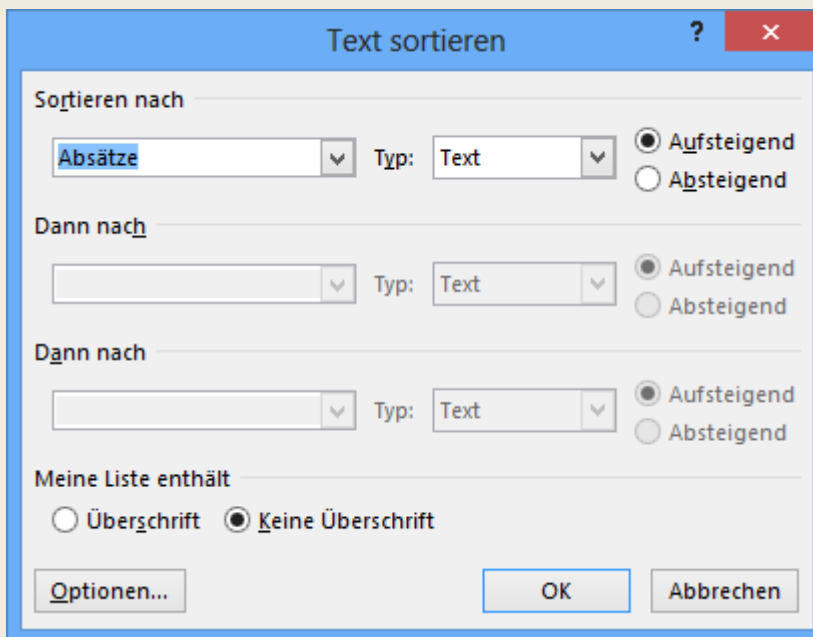 Text sortieren ? ×
Sortieren nach
Absätze Typ: Text Aufsteigend
Absteigend
Dann nach
Typ: Text Aufsteigend
Absteigend
Dann nach
Typ: Text Aufsteigend
Absteigend
Meine Liste enthält
Überschrift Keine Überschrift
Optionen... OK Abbrechen